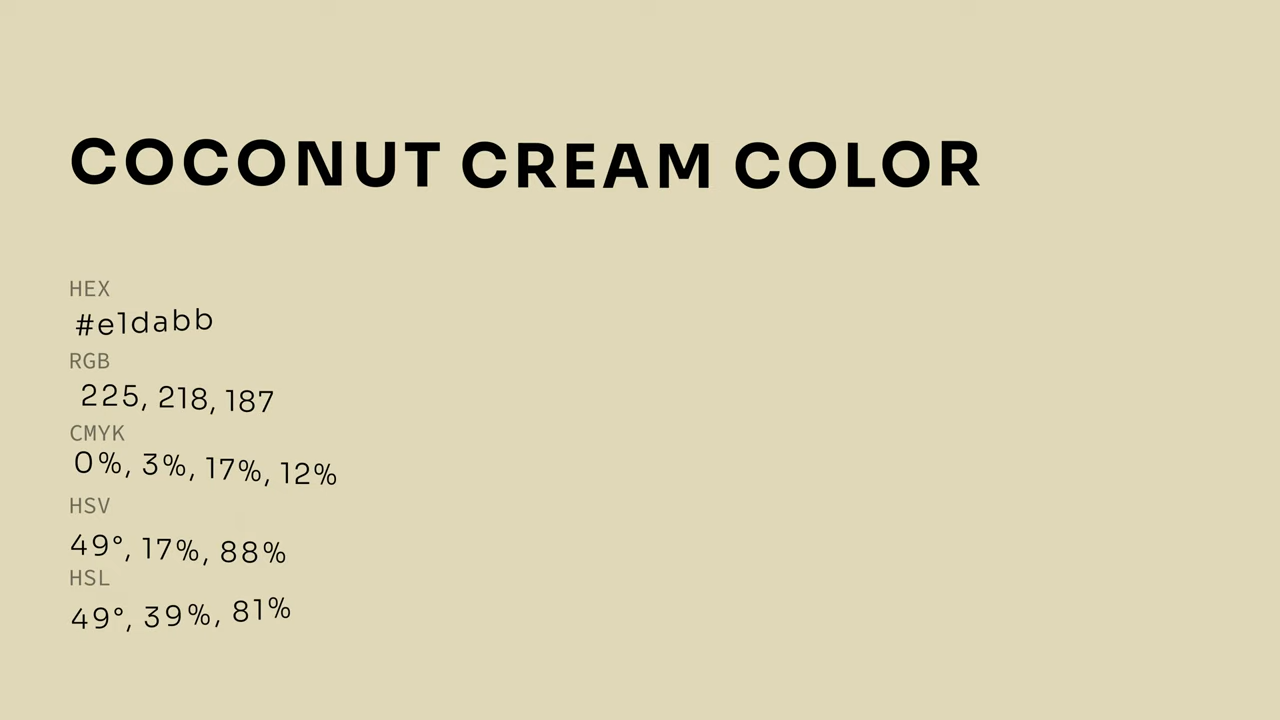 COCONUT CREAM COLOR
HEX
#e1dabb
RGB
225, 218, 187
CMYK
0%, 3%, 17%, 12%
HSV
49°, 17%, 88%
HSL
49°, 39%, 81%